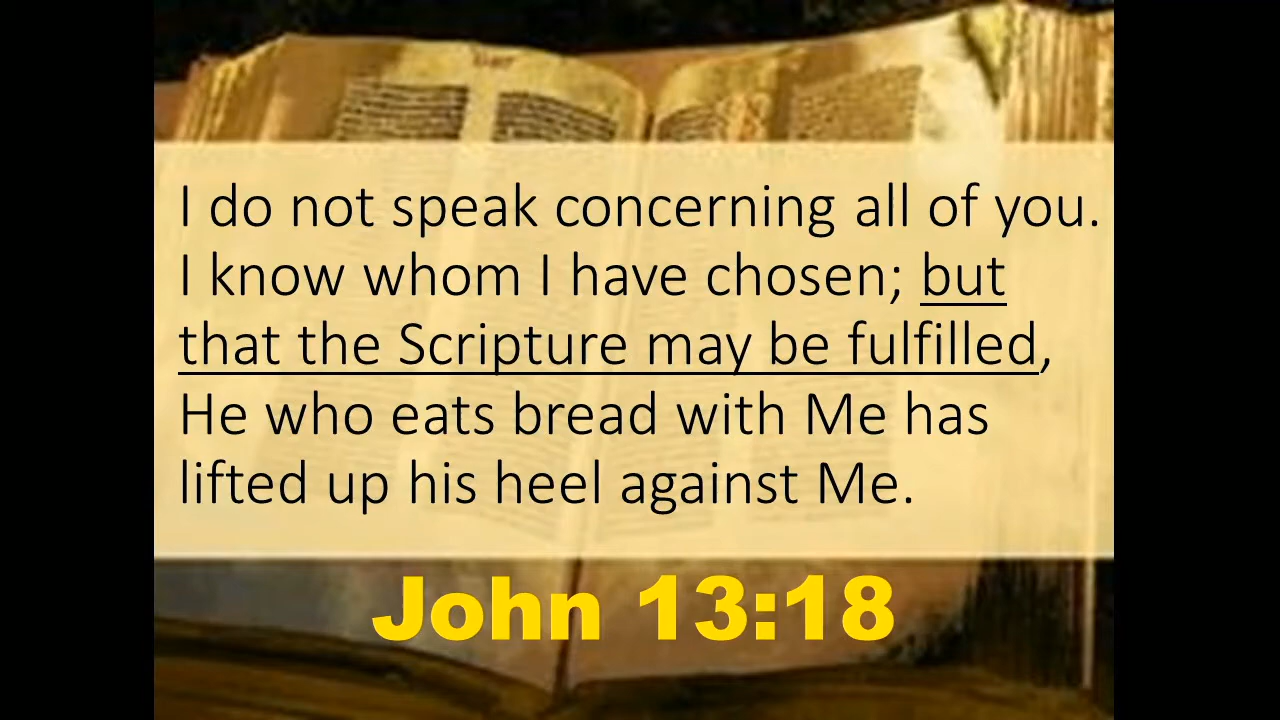 I do not speak concerning all of you.
I know whom I have chosen; but
that the Scripture may be fulfilled,
He who eats bread with Me has
lifted up his heel against Me.
John 13:18